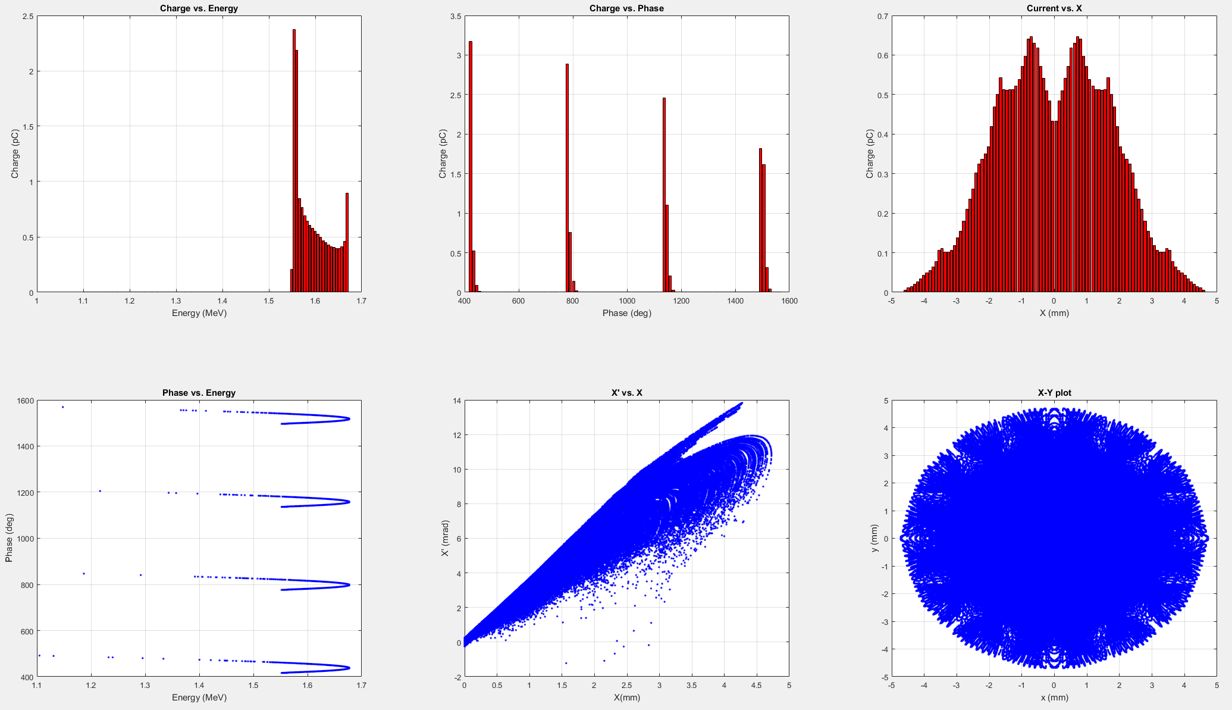 Charge vs. Energy
Charge (pC)
2.5
2
1.5
1
0.5
0
1 1.1 1.2 1.3 1.4 1.5 1.6 1.7
Energy (MeV)
Charge vs. Phase
Charge (pC)
3.5
3
2.5
2
1.5
1
0.5
0
400 600 800 1000 1200 1400 1600
Phase (deg)
Current vs. X
Charge (pC)
0.7
0.6
0.5
0.4
0.3
0.2
0.1
0
-5 -4 -3 -2 -1 0 1 2 3 4 5
X (mm)
Phase vs. Energy
Phase (deg)
1600
1400
1200
1000
800
600
400
1.1 1.2 1.3 1.4 1.5 1.6 1.7
Energy (MeV)
X' vs. X
X' (mrad)
14
12
10
8
6
4
2
0
-2
0 0.5 1 1.5 2 2.5 3 3.5 4 4.5 5
X(mm)
X-Y plot
y (mm)
5
4
3
2
1
0
-1
-2
-3
-4
-5
-5 -4 -3 -2 -1 0 1 2 3 4 5
x (mm)